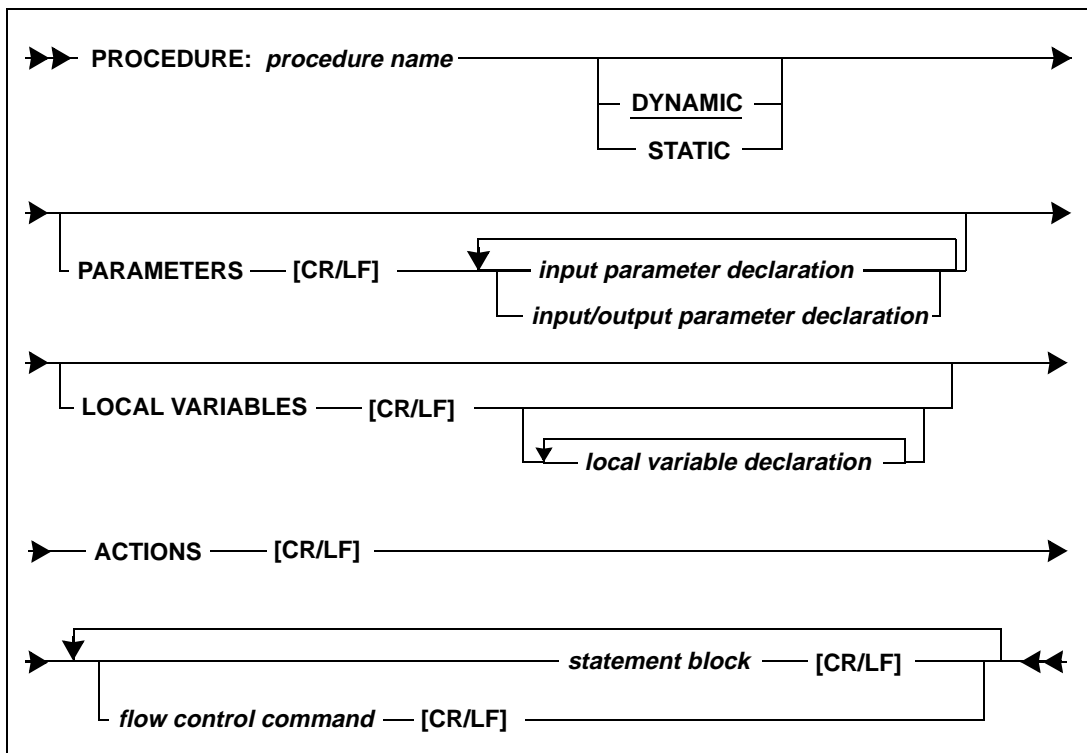 PROCEDURE: procedure name
DYNAMIC
STATIC
PARAMETERS [CR/LF] input parameter declaration
input/output parameter declaration
LOCAL VARIABLES [CR/LF]
local variable declaration
ACTIONS [CR/LF]
statement block [CR/LF]
flow control command [CR/LF]